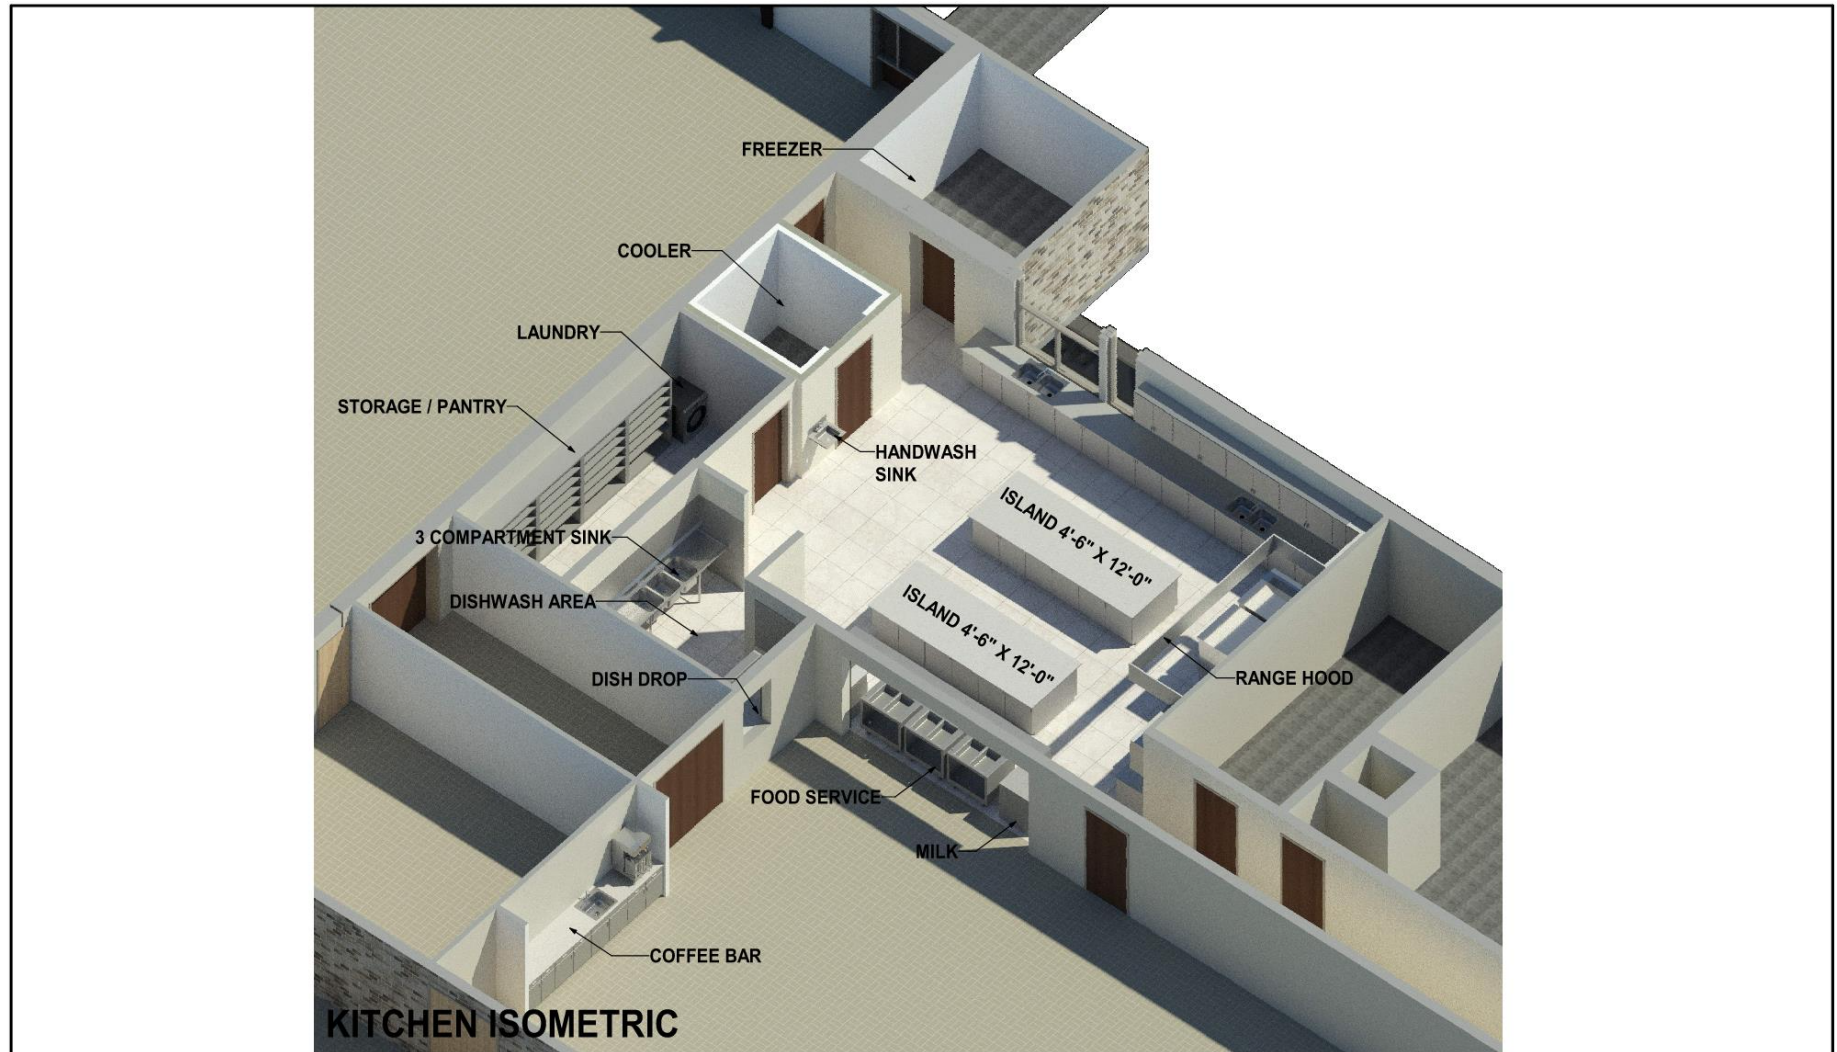 FREEZER
COOLER
LAUNDRY
STORAGE / PANTRY
HANDWASH
SINK
ISLAND 4'-6" X 12'-0"
3 COMPARTMENT SINK
DISHWASH AREA
ISLAND 4'-6" X 12'-0"
DISH DROP
RANGE HOOD
FOOD SERVICE
MILK
COFFEE BAR
KITCHEN ISOMETRIC